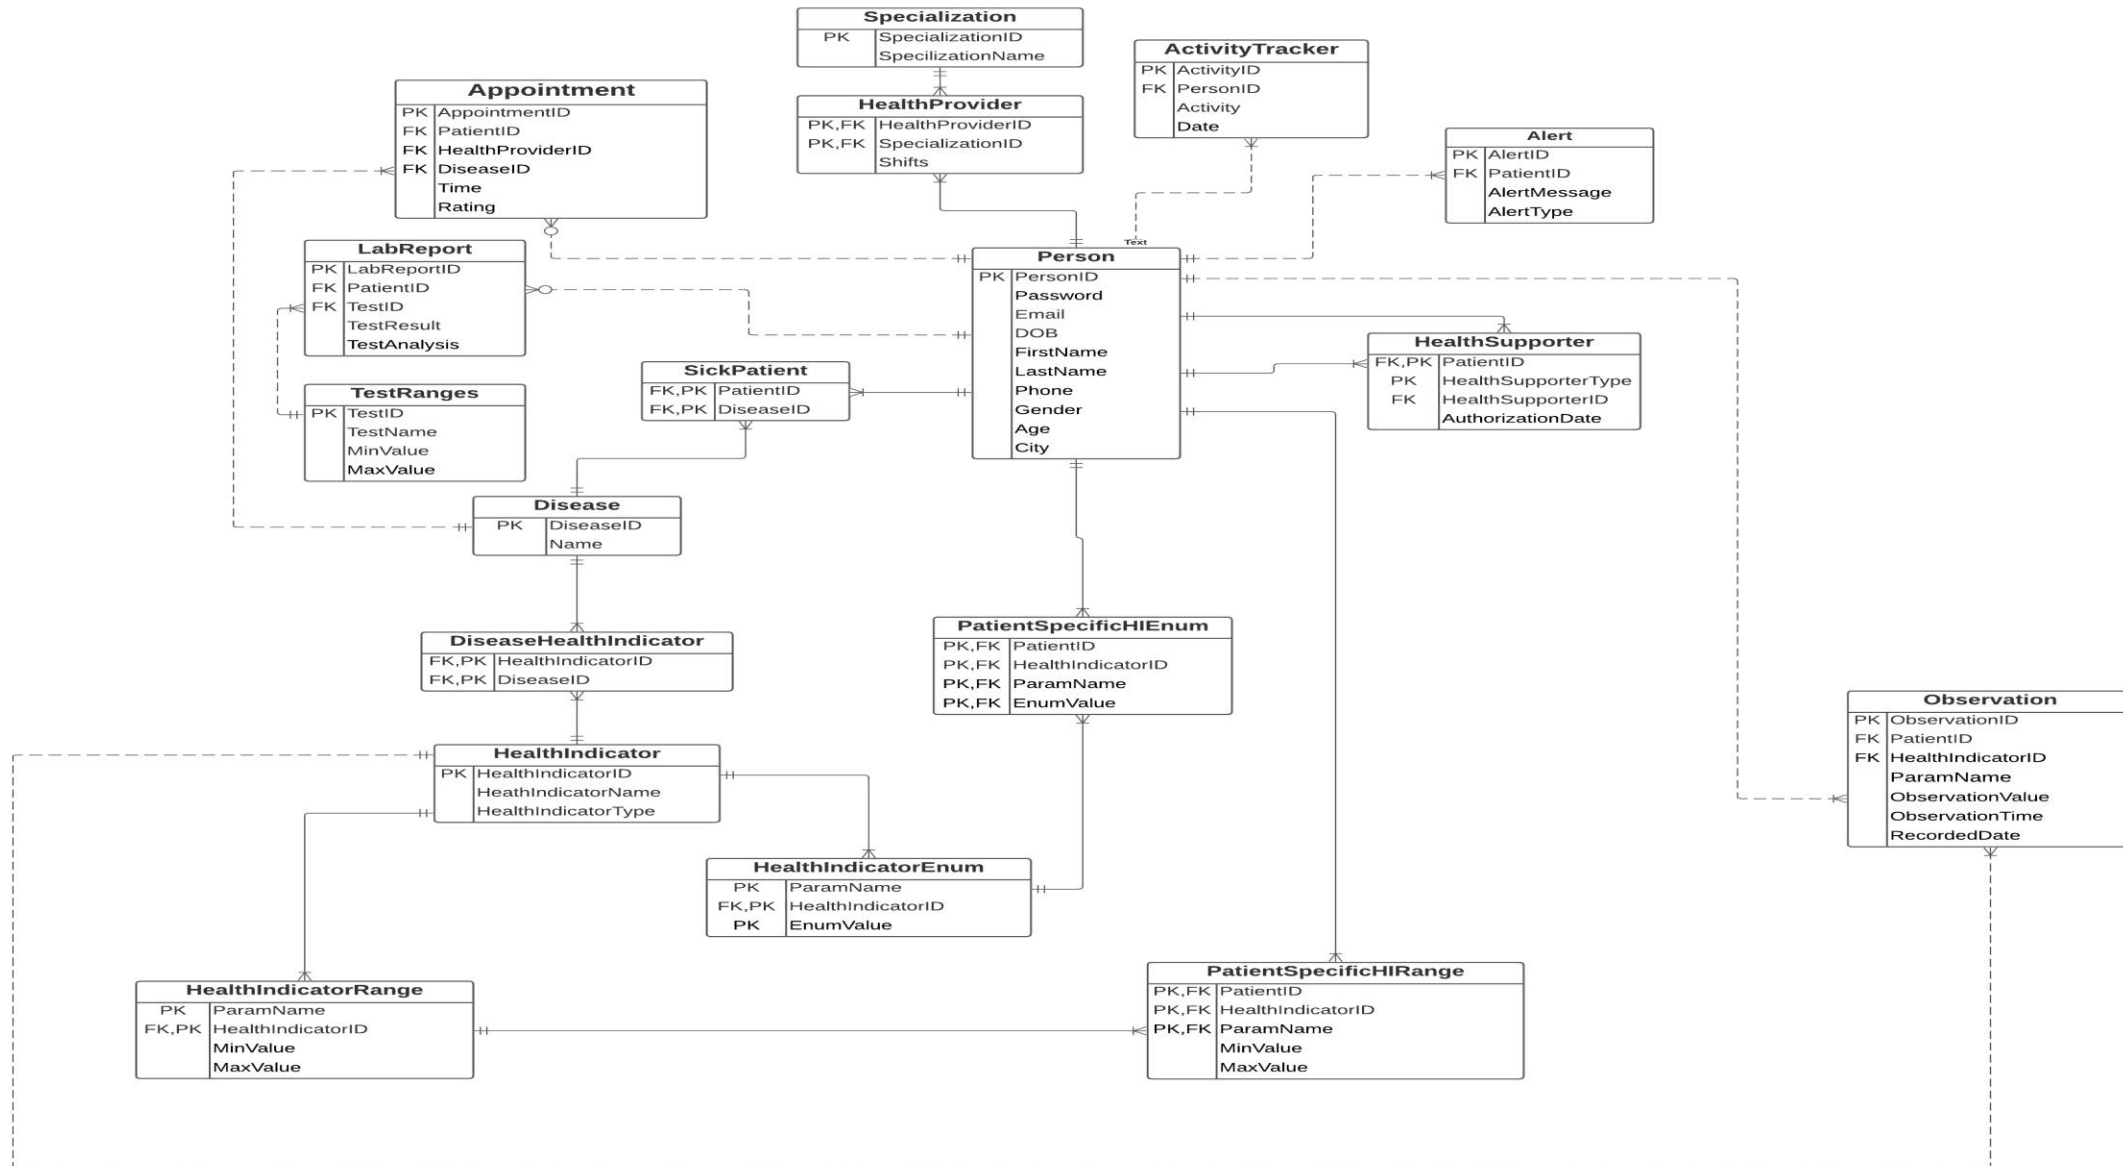 Specialization
PK SpecializationID
SpecilizationName
ActivityTracker
PK ActivityID
FK PersonID
Activity
Date
Appointment
PK AppointmentID
FK PatientID
FK HealthProviderID
FK DiseaseID
Time
Rating
HealthProvider
PK,FK HealthProviderID
PK,FK SpecializationID
Shifts
Alert
PK AlertID
FK PatientID
AlertMessage
AlertType
Text
LabReport
PK LabReportID
FK PatientID
FK TestID
TestResult
TestAnalysis
Person
PK PersonID
Password
Email
DOB
FirstName
LastName
Phone
Gender
Age
City
HealthSupporter
FK,PK PatientID
PK HealthSupporterType
FK HealthSupporterID
AuthorizationDate
SickPatient
FK,PK PatientID
FK,PK DiseaseID
TestRanges
PK TestID
TestName
MinValue
MaxValue
Disease
PK DiseaseID
Name
DiseaseHealthIndicator
FK,PK HealthIndicatorID
FK,PK DiseaseID
PatientSpecificHIEnum
PK,FK PatientID
PK,FK HealthIndicatorID
PK,FK ParamName
PK,FK EnumValue
Observation
PK ObservationID
FK PatientID
FK HealthIndicatorID
ParamName
ObservationValue
ObservationTime
RecordedDate
HealthIndicator
PK HealthIndicatorID
HeathIndicatorName
HealthIndicatorType
HealthIndicatorEnum
PK ParamName
FK,PK HealthIndicatorID
PK EnumValue
HealthIndicatorRange
PK ParamName
FK,PK HealthIndicatorID
MinValue
MaxValue
PatientSpecificHIRange
PK,FK PatientID
PK,FK HealthIndicatorID
PK,FK ParamName
MinValue
MaxValue